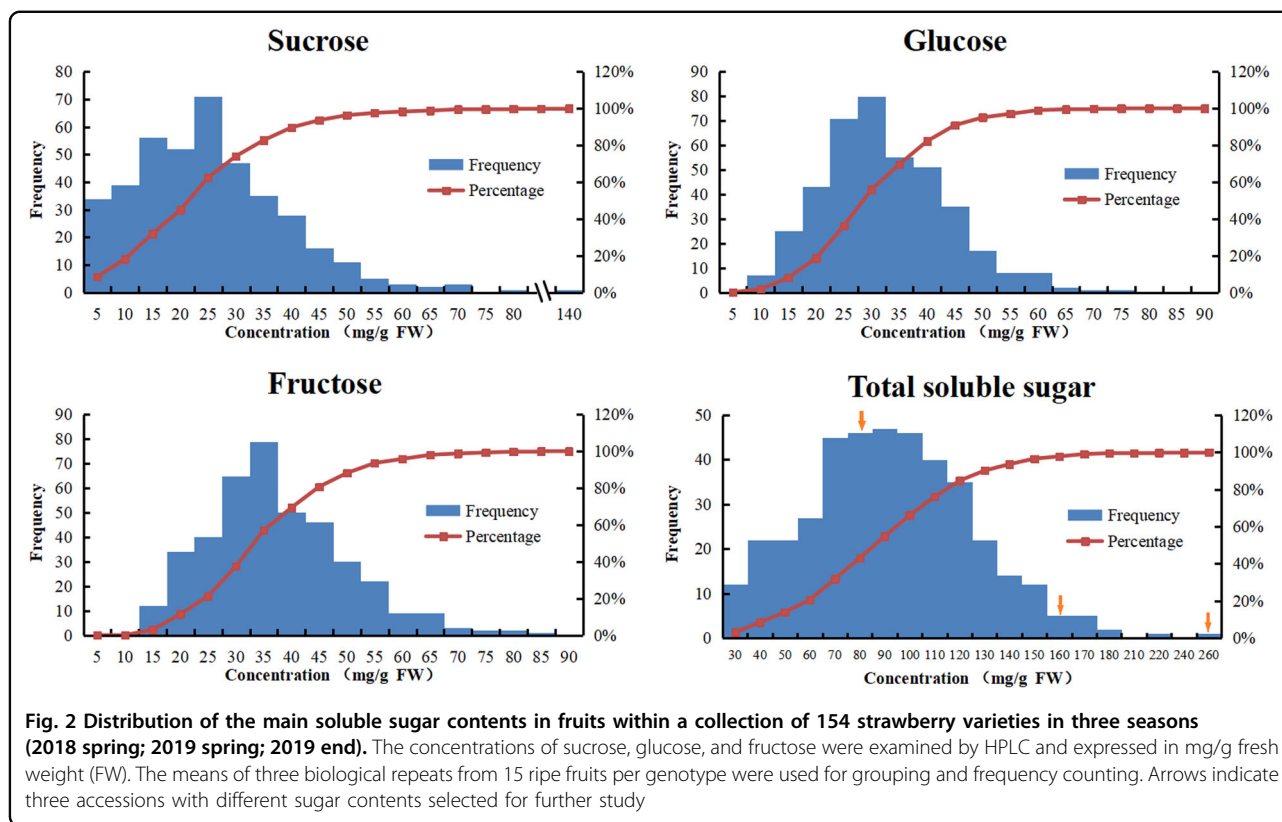 Sucrose
80
70
60
50
40
30
20
10
0
Frequency
120%
100%
80%
60%
40%
20%
0%
Frequency
Percentage
5 10 15 20 25 30 35 40 45 50 55 60 65 70 75 80 140
Concentration （mg/g FW）
Glucose
90
80
70
60
50
40
30
20
10
0
Frequency
120%
100%
80%
60%
40%
20%
0%
Frequency
Percentage
5 10 15 20 25 30 35 40 45 50 55 60 65 70 75 80 85 90
Concentration （mg/g FW）
Fructose
90
80
70
60
50
40
30
20
10
0
Frequency
120%
100%
80%
60%
40%
20%
0%
Frequency
Percentage
5 10 15 20 25 30 35 40 45 50 55 60 65 70 75 80 85 90
Concentration （mg/g FW）
Total soluble sugar
50
40
30
20
10
0
Frequency
120%
100%
80%
60%
40%
20%
0%
Frequency
Percentage
30 40 50 60 70 80 90 100 110 120 130 140 150 160 170 180 210 220 240 260
Concentration （mg/g FW）
Fig. 2 Distribution of the main soluble sugar contents in fruits within a collection of 154 strawberry varieties in three seasons
(2018 spring; 2019 spring; 2019 end). The concentrations of sucrose, glucose, and fructose were examined by HPLC and expressed in mg/g fresh
weight (FW). The means of three biological repeats from 15 ripe fruits per genotype were used for grouping and frequency counting. Arrows indicate
three accessions with different sugar contents selected for further study